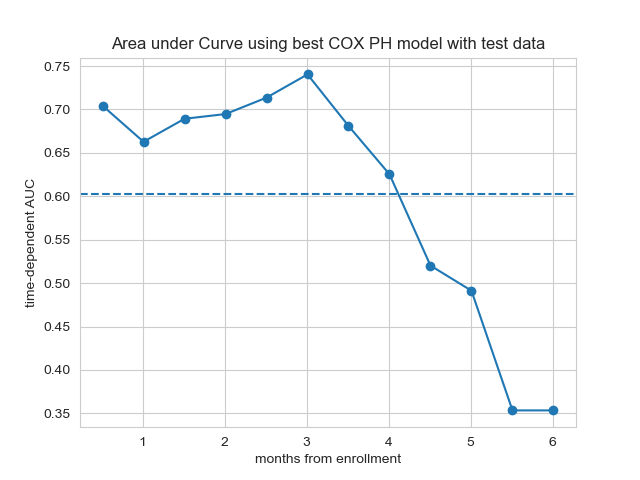 Area under Curve using best COX PH model with test data
time-dependent AUC
0.75
0.70
0.65
0.60
0.55
0.50
0.45
0.40
0.35
1 2 3 4 5 6
months from enrollment